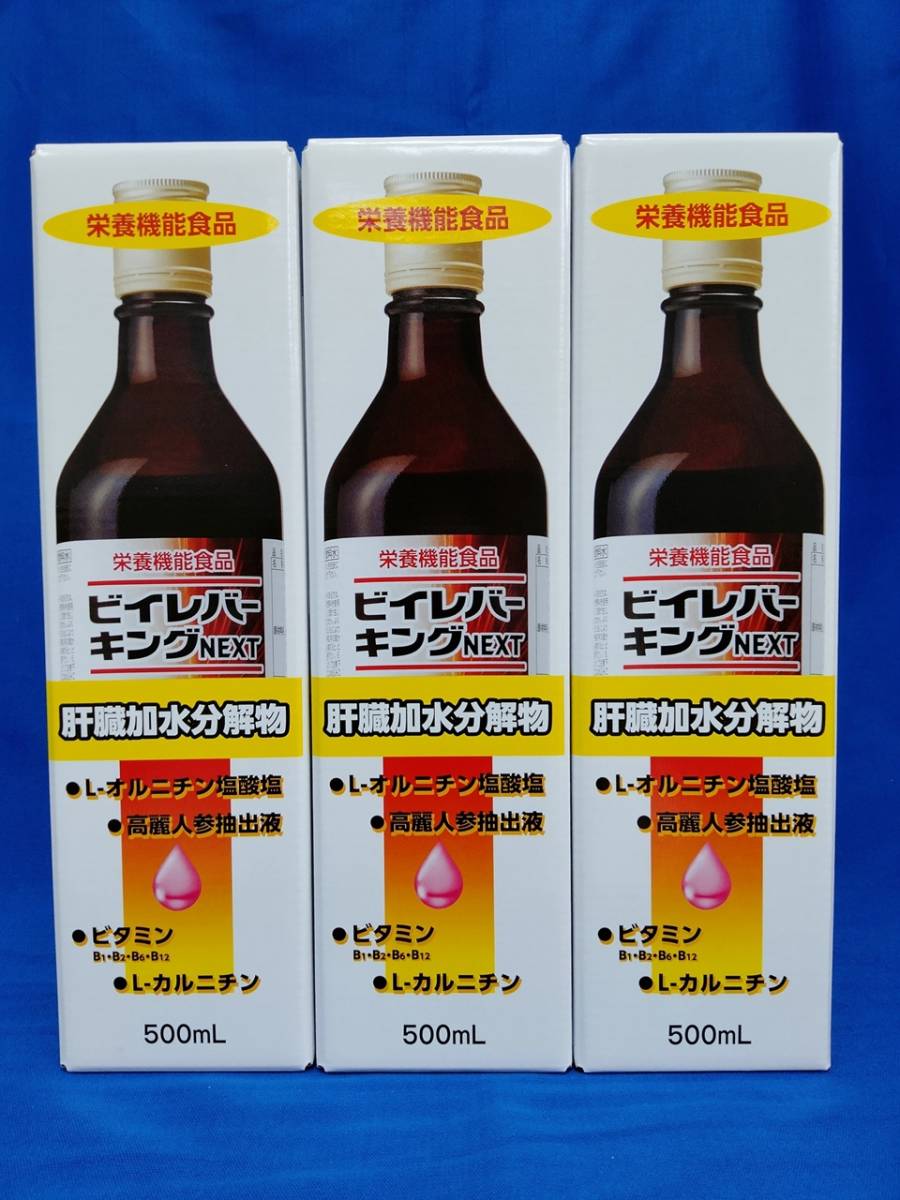 栄養機能食品
栄養機能食品
ビイレバー
キングNEXT
肝臓加水分解物
●L-オルニチン塩酸塩
●高麗人参抽出液
●ビタミン
B1・B2・B6・B12
●L-カルニチン
500mL
栄養機能食品
栄養機能食品
ビイレバー
キングNEXT
肝臓加水分解物
●L-オルニチン塩酸塩
●高麗人参抽出液
●ビタミン
B1・B2・B6・B12
●L-カルニチン
500mL
栄養機能食品
栄養機能食品
ビイレバー
キングNEXT
肝臓加水分解物
●L-オルニチン塩酸塩
●高麗人参抽出液
●ビタミン
B1・B2・B6・B12
●L-カルニチン
500mL